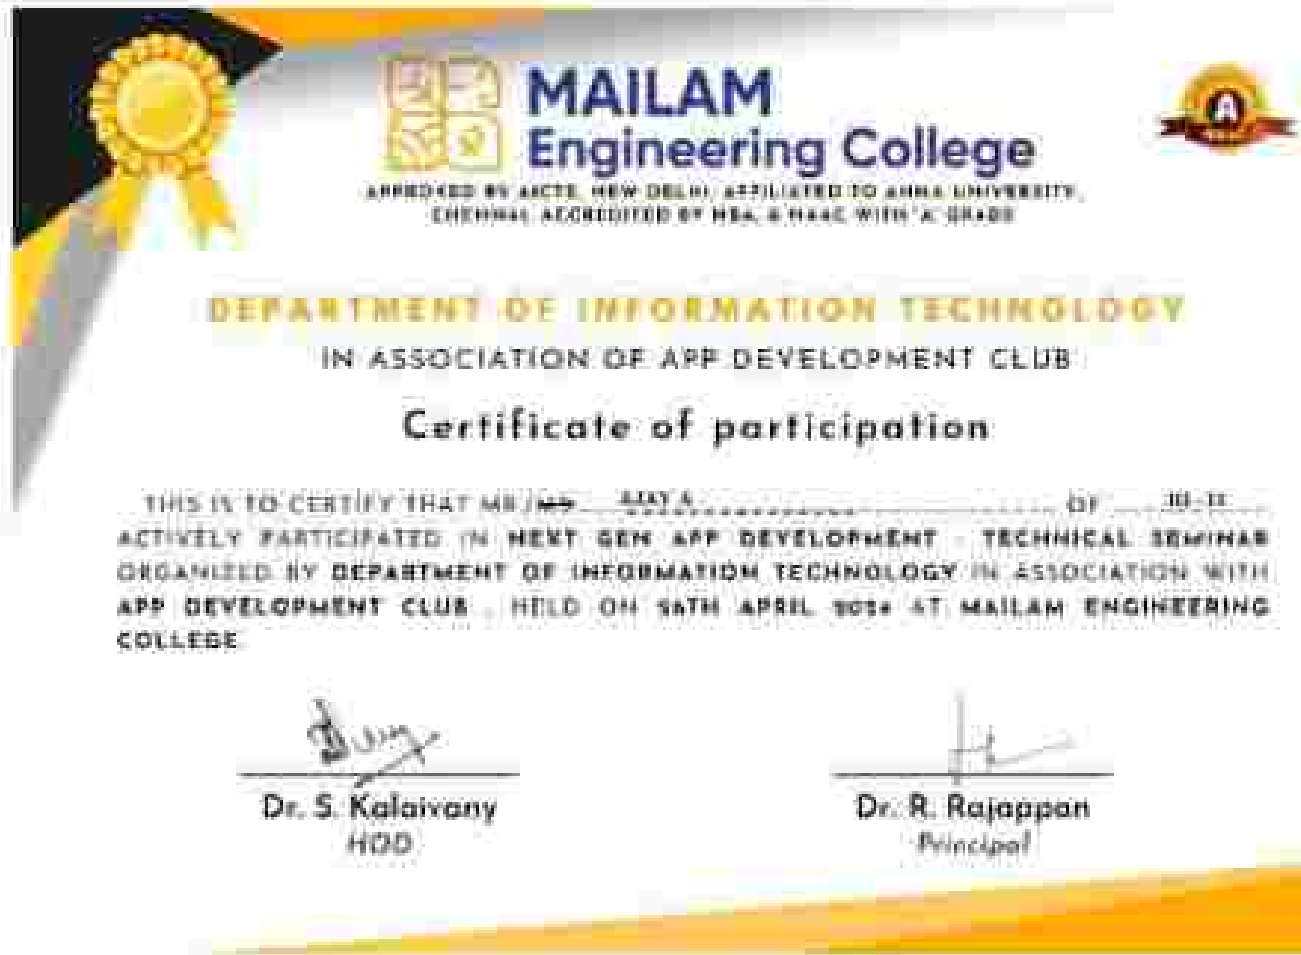 MAILAM
Engineering College
APPROVED BY AICTE, NEW DELHI, AFFILIATED TO ANNA UNIVERSITY,
CHENNAI, ACCREDITED BY NBA, & NAAC WITH 'A' GRADE
A
DEPARTMENT OF INFORMATION TECHNOLOGY
IN ASSOCIATION OF APP DEVELOPMENT CLUB
Certificate of participation
THIS IS TO CERTIFY THAT MR./MS AJAY A OF
ACTIVELY PARTICIPATED IN NEXT GEN APP DEVELOPMENT - TECHNICAL SEMINAR
ORGANIZED BY DEPARTMENT OF INFORMATION TECHNOLOGY IN ASSOCIATION WITH
APP DEVELOPMENT CLUB , HELD ON APRIL AT MAILAM ENGINEERING
COLLEGE
Dr. S. Kalaivany
HOD
Dr. R. Rajappan
Principal